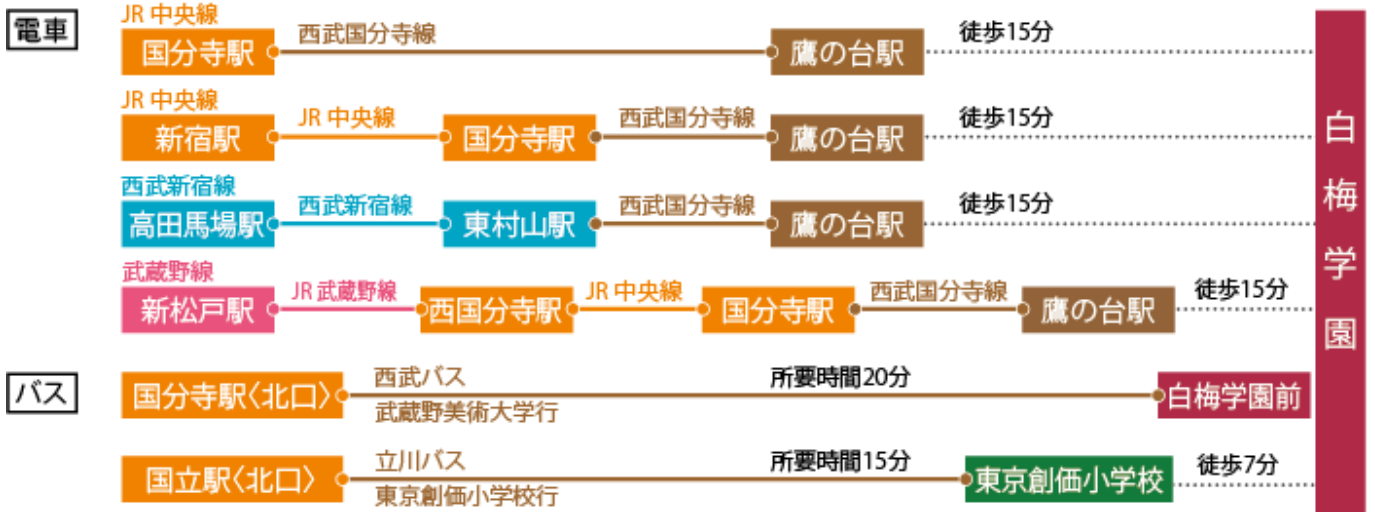 電車
JR 中央線
国分寺駅 西武国分寺線 鷹の台駅 徒歩15分
JR 中央線
新宿駅 JR 中央線 国分寺駅 西武国分寺線 鷹の台駅 徒歩15分
西武新宿線
高田馬場駅 西武新宿線 東村山駅 西武国分寺線 鷹の台駅 徒歩15分
武蔵野線
新松戸駅 JR 武蔵野線 西国分寺駅 JR 中央線 国分寺駅 西武国分寺線 鷹の台駅 徒歩15分
バス
国分寺駅〈北口〉 西武バス 所要時間20分 白梅学園前
武蔵野美術大学行
国立駅〈北口〉 立川バス 所要時間15分 東京創価小学校 徒歩7分
東京創価小学校行
白梅学園